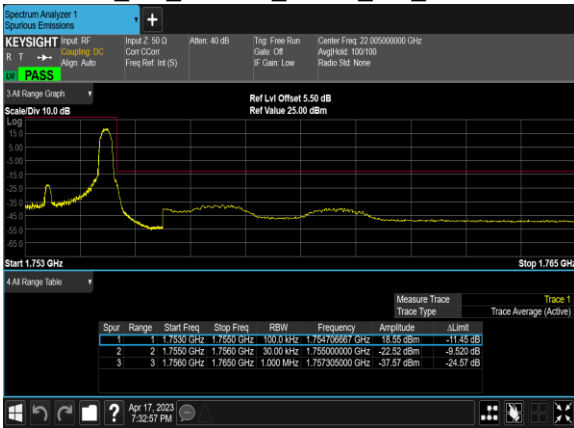 Spectrum Analyzer 1
Spurious Emissions
+
KEYSIGHT Input: RF Input Z: 50 Ω Atten: 40 dB Trig: Free Run Center Freq: 22.005000000 GHz
R T Coupling: DC Corr CCorr Gate: Off Avg|Hold: 100/100
Align: Auto Freq Ref: Int (S) IF Gain: Low Radio Std: None
PASS
3 All Range Graph
Ref Lvl Offset 5.50 dB
Scale/Div 10.0 dB Ref Value 25.00 dBm
Log
15.0
5.00
-5.00
-15.0
-25.0
-35.0
-45.0
-55.0
-65.0
Start 1.753 GHz Stop 1.765 GHz
4 All Range Table
Measure Trace Trace 1
Trace Type Trace Average (Active)
Spur Range Start Freq Stop Freq RBW Frequency Amplitude ΔLimit
1 1 1.7530 GHz 1.7550 GHz 100.0 kHz 1.754706667 GHz 18.55 dBm -11.45 dB
2 2 1.7550 GHz 1.7560 GHz 30.00 kHz 1.755000000 GHz -22.52 dBm -9.520 dB
3 3 1.7560 GHz 1.7650 GHz 1.000 MHz 1.757305000 GHz -37.57 dBm -24.57 dB
?
Apr 17, 2023
7:32:57 PM